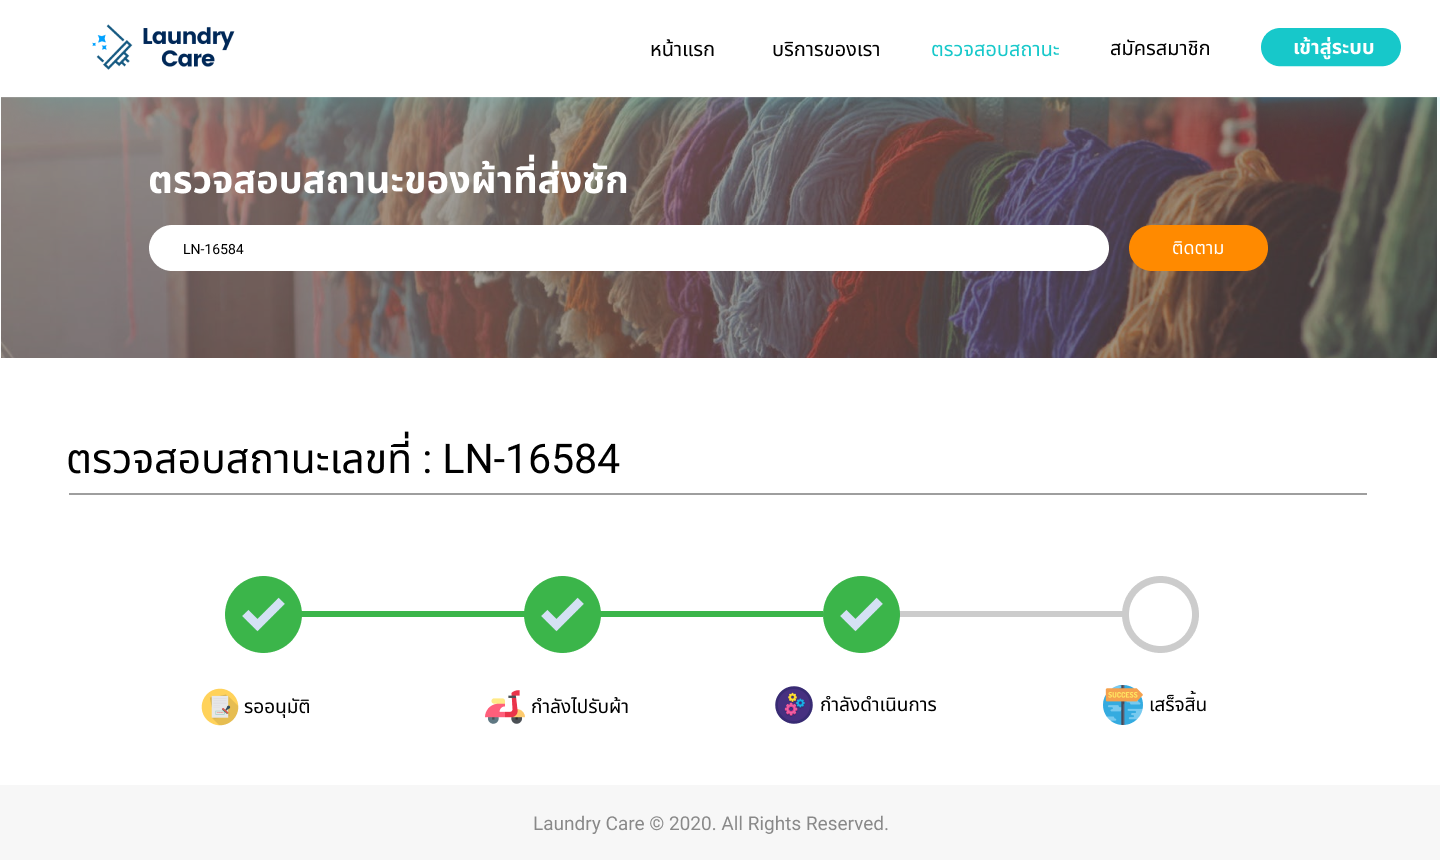 Laundry
Care
หน้าแรก
บริการของเรา
ตรวจสอบสถานะ
สมัครสมาชิก
เข้าสู่ระบบ
ตรวจสอบสถานะของผ้าที่ส่งซัก
LN-16584
ติดตาม
ตรวจสอบสถานะเลขที่ : LN-16584
รออนุมัติ
กำลังไปรับผ้า
กำลังดำเนินการ
SUCCESS
เสร็จสิ้น
Laundry Care © 2020. All Rights Reserved.